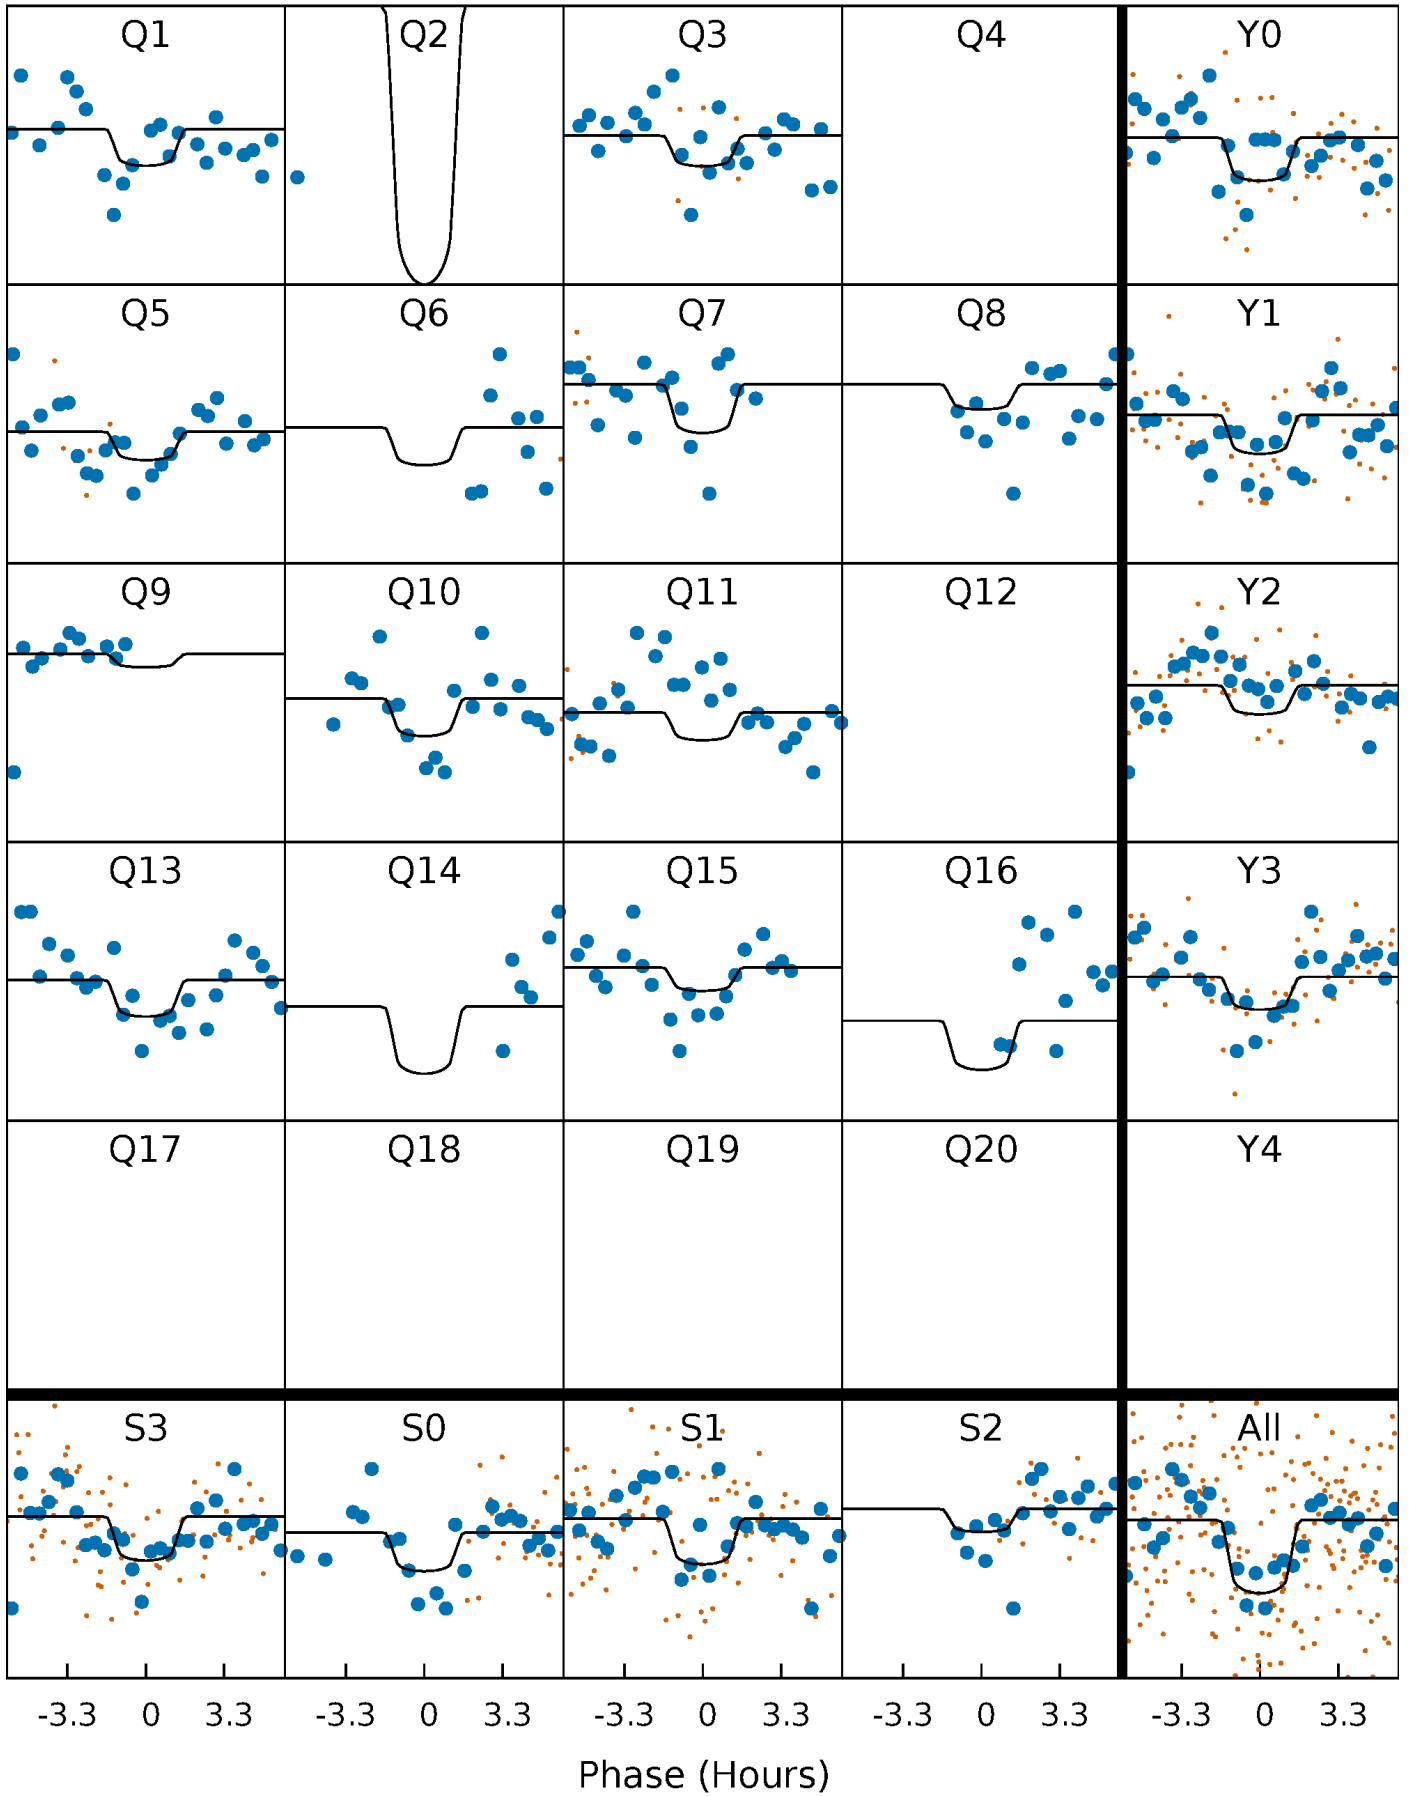 Q1 Q2 Q3 Q4 Y0
Q5 Q6 Q7 Q8 Y1
Q9 Q10 Q11 Q12 Y2
Q13 Q14 Q15 Q16 Y3
Q17 Q18 Q19 Q20 Y4
S3 S0 S1 S2 All
-3.3 0 3.3 -3.3 0 3.3 -3.3 0 3.3 -3.3 0 3.3 -3.3 0 3.3
Phase (Hours)